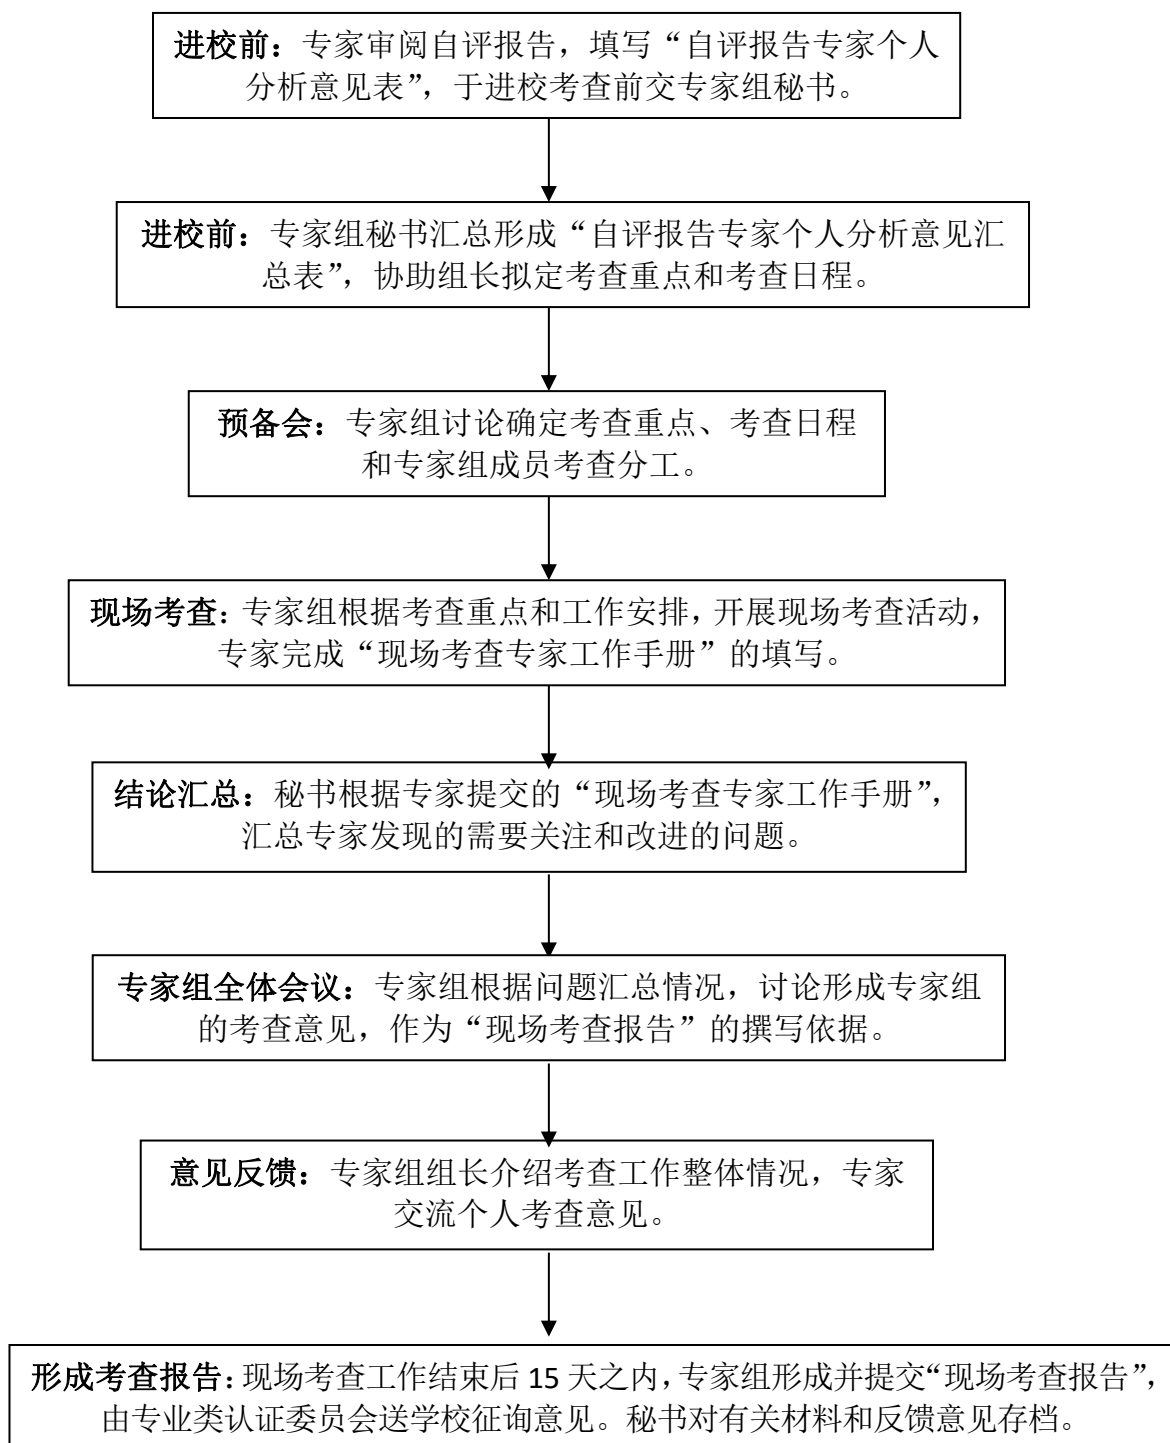 进校前：专家审阅自评报告，填写“自评报告专家个人
分析意见表”，于进校考查前交专家组秘书。
进校前：专家组秘书汇总形成“自评报告专家个人分析意见汇
总表”，协助组长拟定考查重点和考查日程。
预备会：专家组讨论确定考查重点、考查日程
和专家组成员考查分工。
现场考查：专家组根据考查重点和工作安排，开展现场考查活动，
专家完成“现场考查专家工作手册”的填写。
结论汇总：秘书根据专家提交的“现场考查专家工作手册”，
汇总专家发现的需要关注和改进的问题。
专家组全体会议：专家组根据问题汇总情况，讨论形成专家组
的考查意见，作为“现场考查报告”的撰写依据。
意见反馈：专家组组长介绍考查工作整体情况，专家
交流个人考查意见。
形成考查报告：现场考查工作结束后 15 天之内，专家组形成并提交“现场考查报告”，
由专业类认证委员会送学校征询意见。秘书对有关材料和反馈意见存档。